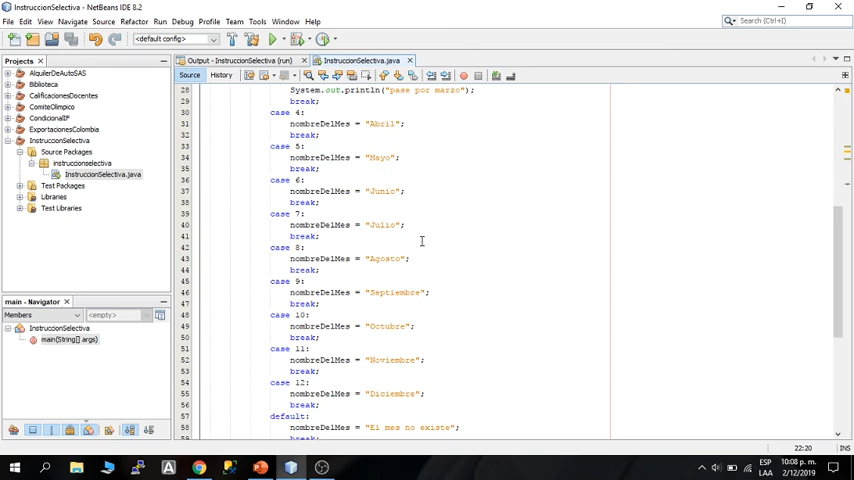 InstruccionSelectiva - NetBeans IDE 8.2
File Edit View Navigate Source Refactor Run Debug Profile Team Tools Window Help
Search (Ctrl+I)
<default config>
Projects
Output - InstruccionSelectiva (run)
InstruccionSelectiva.java
AlquilerDeAutoSAS
Biblioteca
CalificacionesDocentes
ComiteOlimpico
CondicionalIF
ExportacionesColombia
InstruccionSelectiva
Source Packages
instruccionselectiva
InstruccionSelectiva.java
Test Packages
Libraries
Test Libraries
Source History
28 System.out.println("pase por marzo");
29 break;
30 case 4:
31 nombreDelMes = "Abril";
32 break;
33 case 5:
34 nombreDelMes = "Mayo";
35 break;
36 case 6:
37 nombreDelMes = "Junio";
38 break;
39 case 7:
40 nombreDelMes = "Julio";
41 break;
42 case 8:
43 nombreDelMes = "Agosto";
44 break;
45 case 9:
46 nombreDelMes = "Septiembre";
47 break;
48 case 10:
49 nombreDelMes = "Octubre";
50 break;
51 case 11:
52 nombreDelMes = "Noviembre";
53 break;
54 case 12:
55 nombreDelMes = "Diciembre";
56 break;
57 default:
58 nombreDelMes = "El mes no existe";
59 break;
main - Navigator
Members
<empty>
InstruccionSelectiva
main(String[] args)
22:20
INS
ESP
LAA
10:08 p. m.
2/12/2019